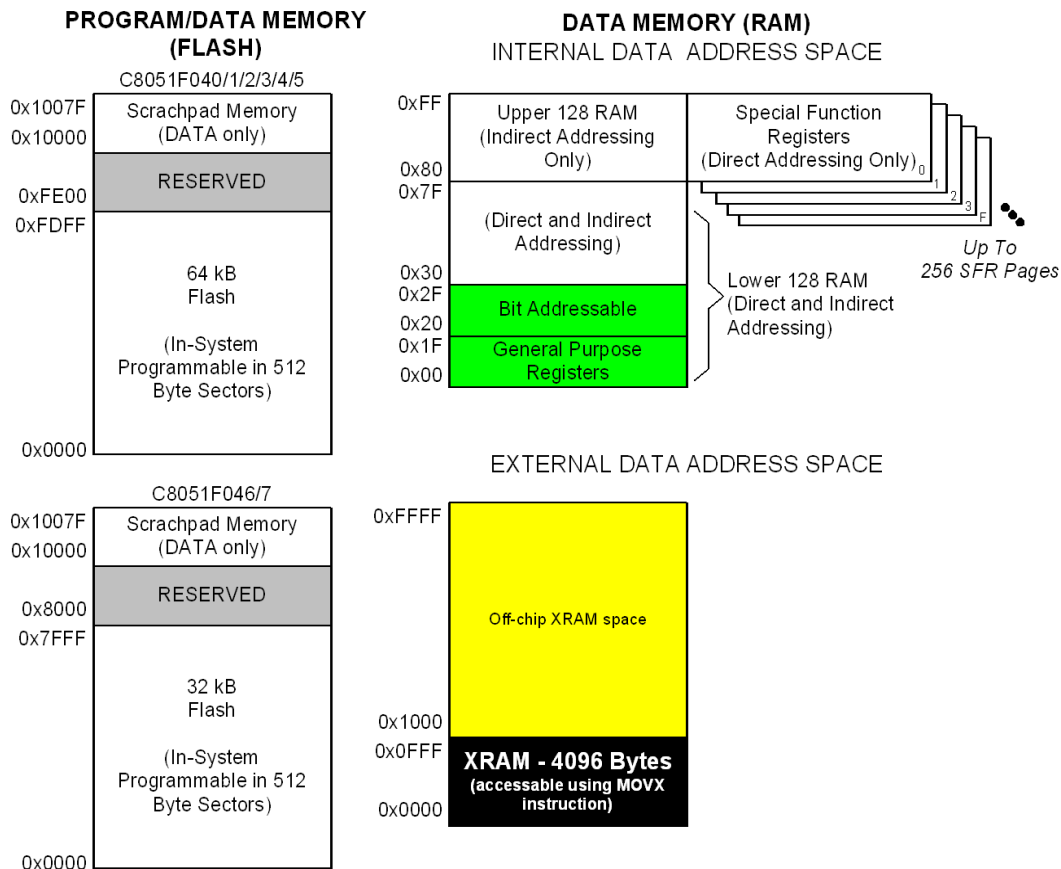 PROGRAM/DATA MEMORY
(FLASH)
C8051F040/1/2/3/4/5
0x1007F
0x10000
Scrachpad Memory
(DATA only)
RESERVED
0xFE00
0xFDFF
64 kB
Flash
(In-System
Programmable in 512
Byte Sectors)
0x0000
C8051F046/7
0x1007F
0x10000
Scrachpad Memory
(DATA only)
RESERVED
0x8000
0x7FFF
32 kB
Flash
(In-System
Programmable in 512
Byte Sectors)
0x0000
DATA MEMORY (RAM)
INTERNAL DATA ADDRESS SPACE
0xFF
Upper 128 RAM
(Indirect Addressing
Only)
0x80
Special Function
Registers
(Direct Addressing Only)
0
1
2
3
F
Up To
256 SFR Pages
0x7F
(Direct and Indirect
Addressing)
0x30
0x2F
Bit Addressable
0x20
0x1F
General Purpose
Registers
0x00
Lower 128 RAM
(Direct and Indirect
Addressing)
EXTERNAL DATA ADDRESS SPACE
0xFFFF
Off-chip XRAM space
0x1000
0x0FFF
XRAM - 4096 Bytes
(accessable using MOVX
instruction)
0x0000